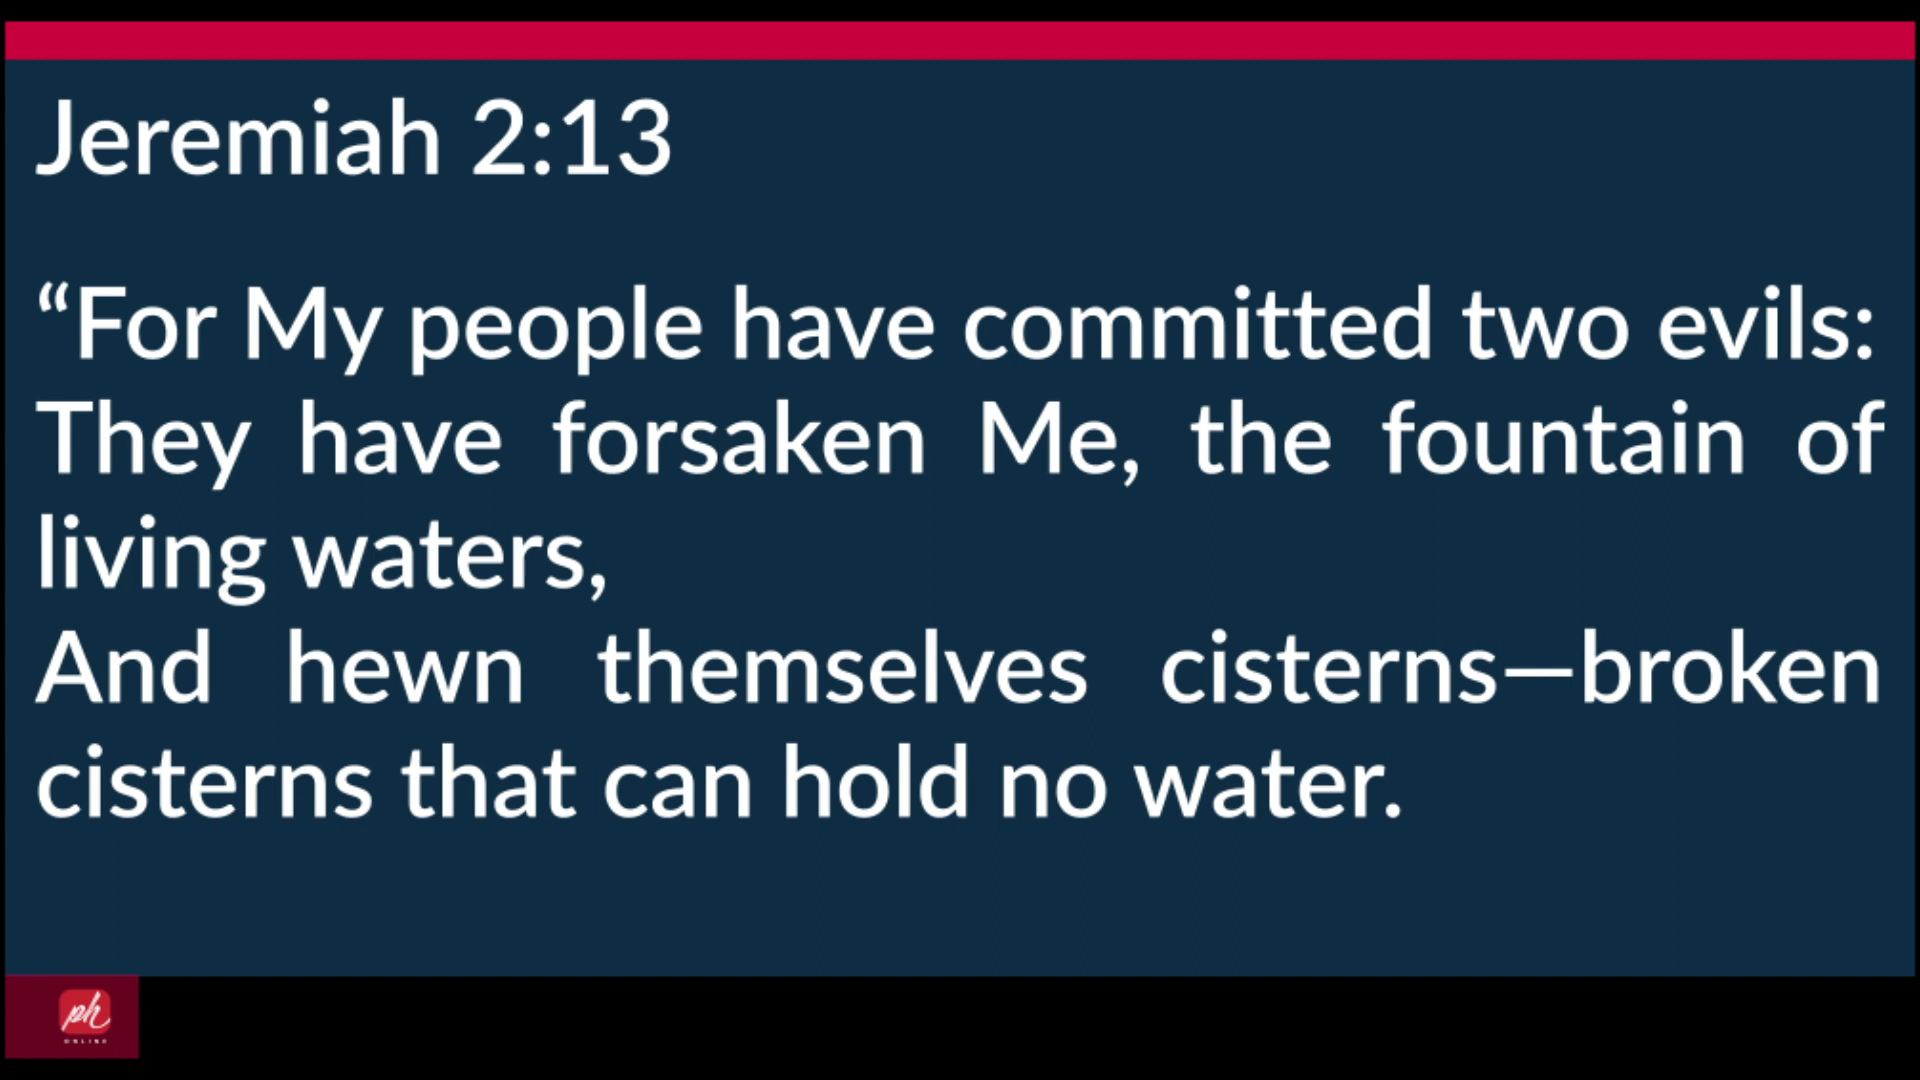 Jeremiah 2:13
“For My people have committed two evils:
They have forsaken Me, the fountain of
living waters,
And hewn themselves cisterns—broken
cisterns that can hold no water.
ph
ONLINE